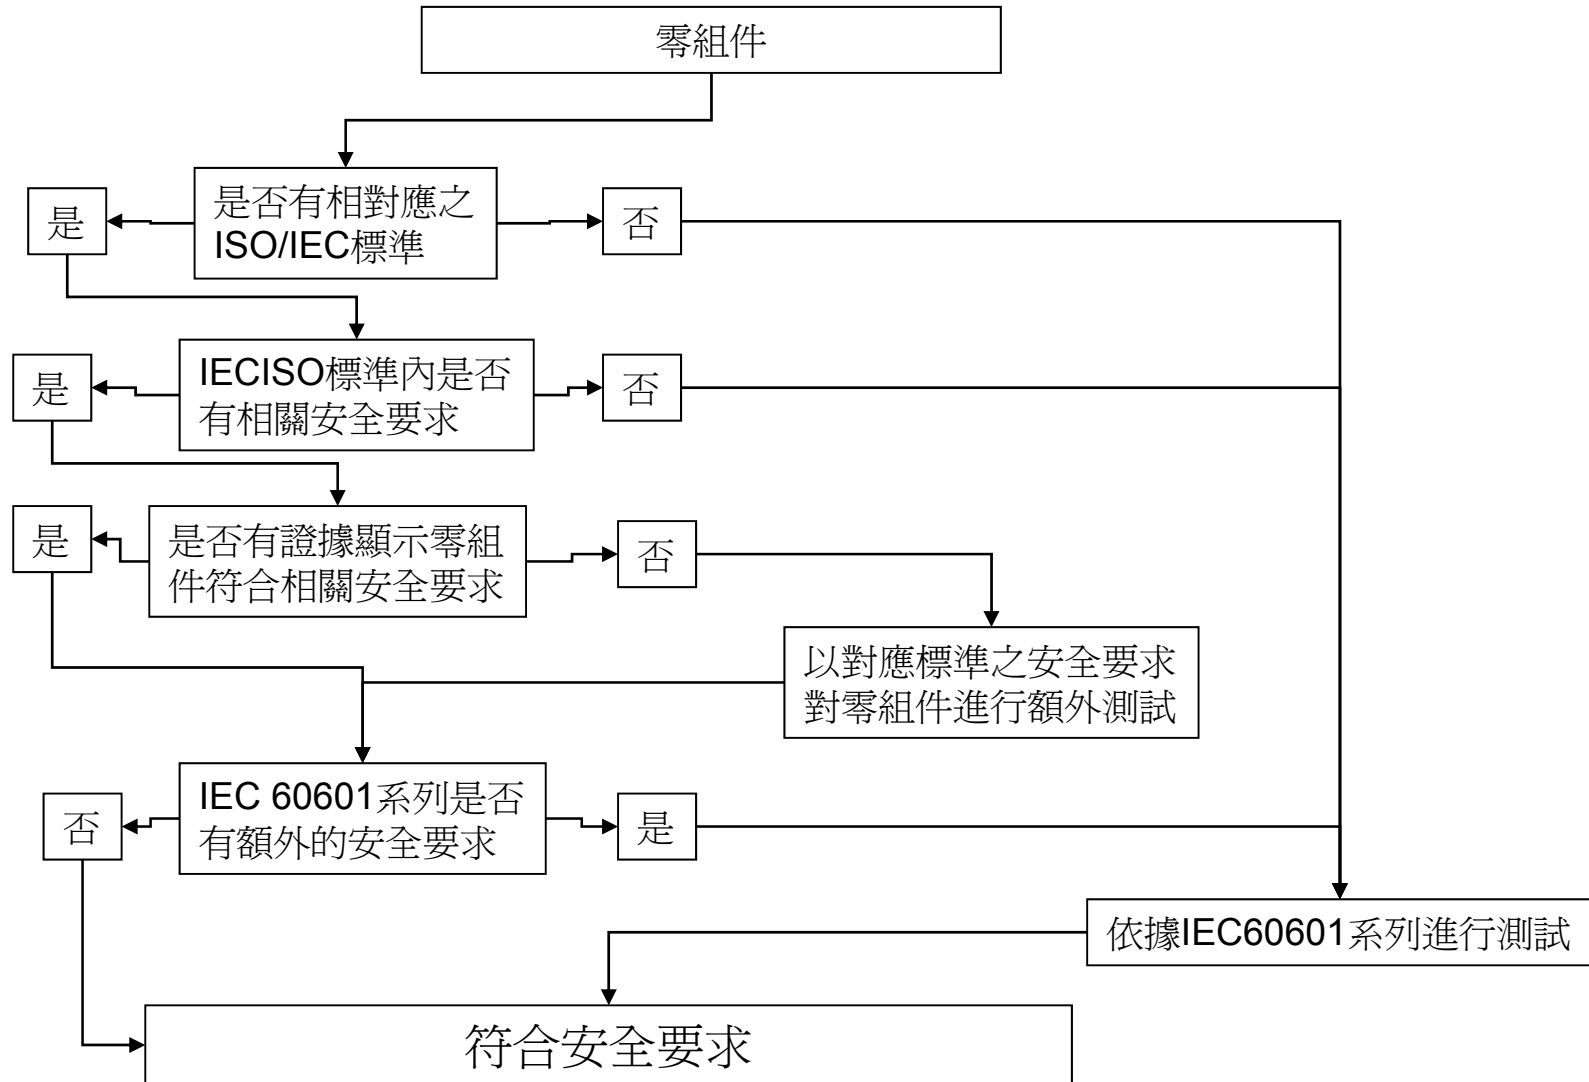 零組件
是否有相對應之
ISO/IEC標準
是
否
IECISO標準內是否
有相關安全要求
是
否
是否有證據顯示零組
件符合相關安全要求
是
否
以對應標準之安全要求
對零組件進行額外測試
IEC 60601系列是否
有額外的安全要求
否
是
依據IEC60601系列進行測試
符合安全要求